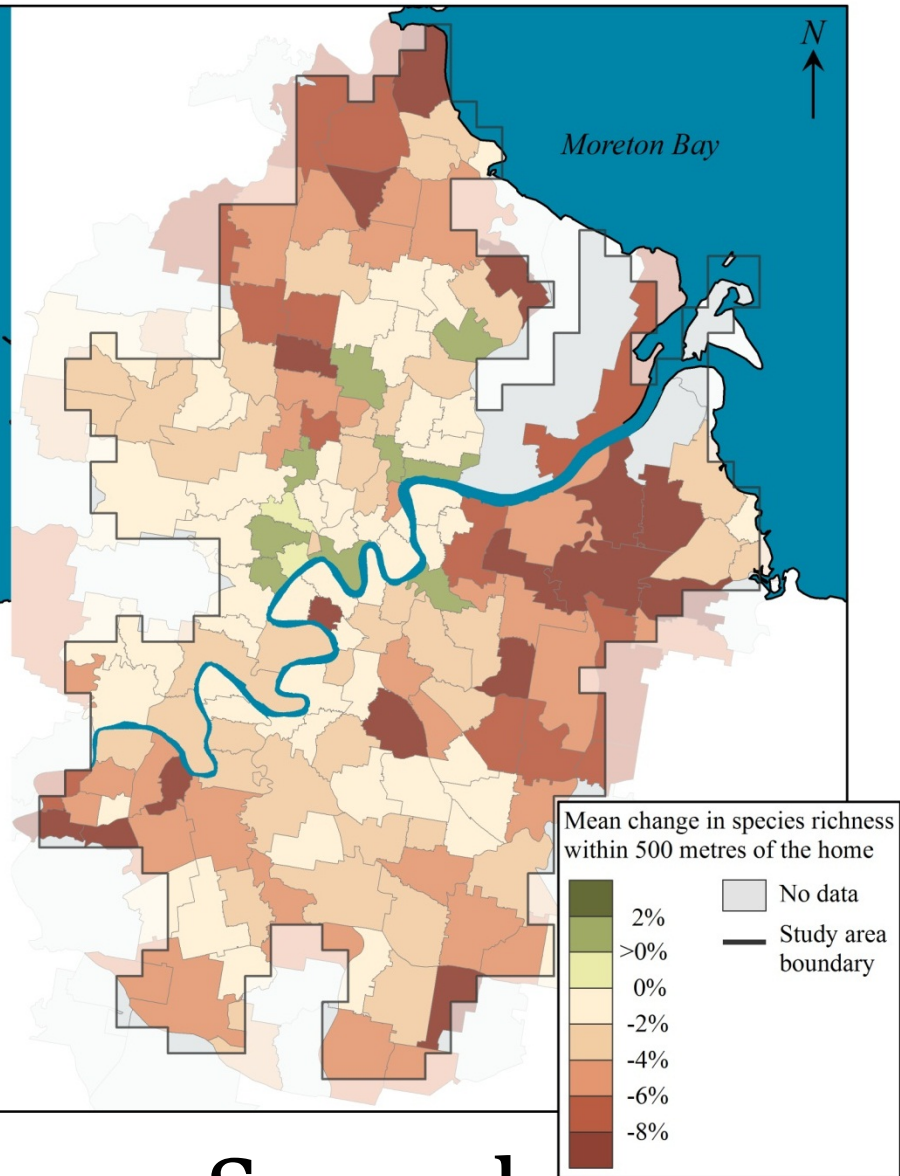 N
Moreton Bay
Mean change in species richness
within 500 metres of the home
2%
>0%
0%
-2%
-4%
-6%
-8%
No data
Study area
boundary